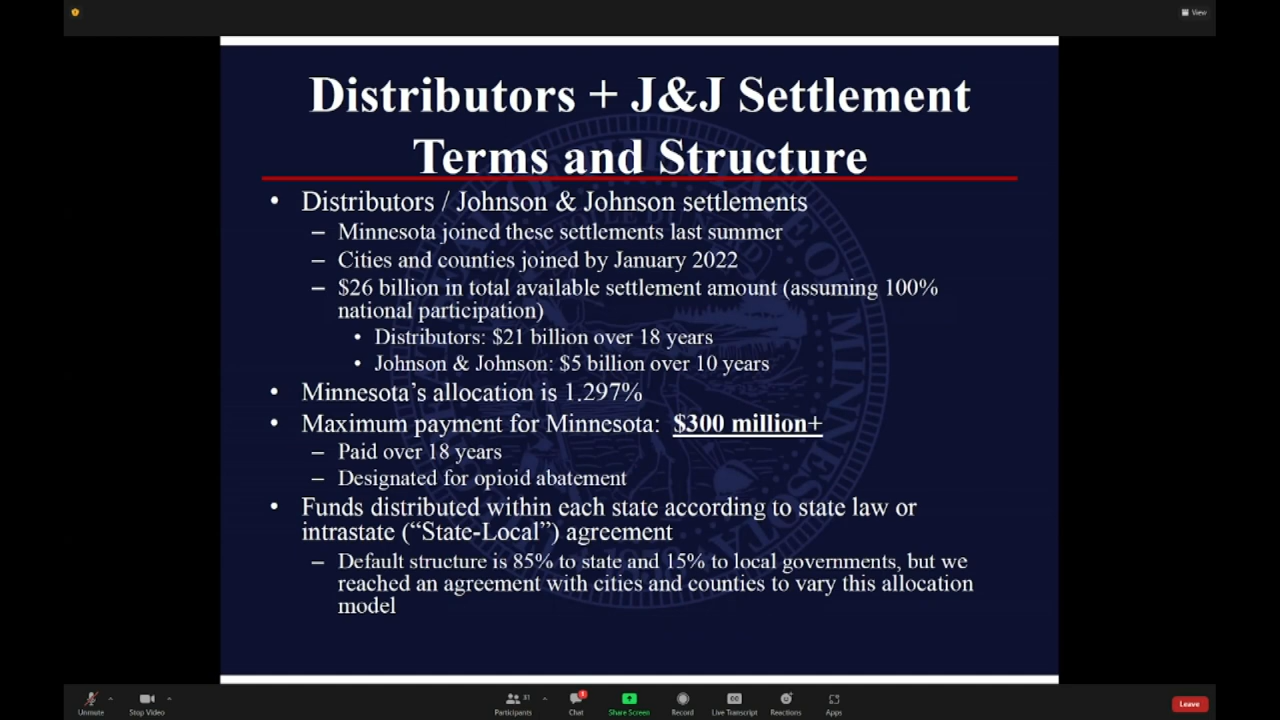 View
Distributors + J&J Settlement
Terms and Structure
• Distributors / Johnson & Johnson settlements
– Minnesota joined these settlements last summer
– Cities and counties joined by January 2022
– $26 billion in total available settlement amount (assuming 100%
national participation)
• Distributors: $21 billion over 18 years
• Johnson & Johnson: $5 billion over 10 years
• Minnesota’s allocation is 1.297%
• Maximum payment for Minnesota: $300 million+
– Paid over 18 years
– Designated for opioid abatement
• Funds distributed within each state according to state law or
intrastate (“State-Local”) agreement
– Default structure is 85% to state and 15% to local governments, but we
reached an agreement with cities and counties to vary this allocation
model
Unmute
Stop Video
Participants 31
Chat 1
Share Screen
Record
Live Transcript
Reactions
Apps
Leave